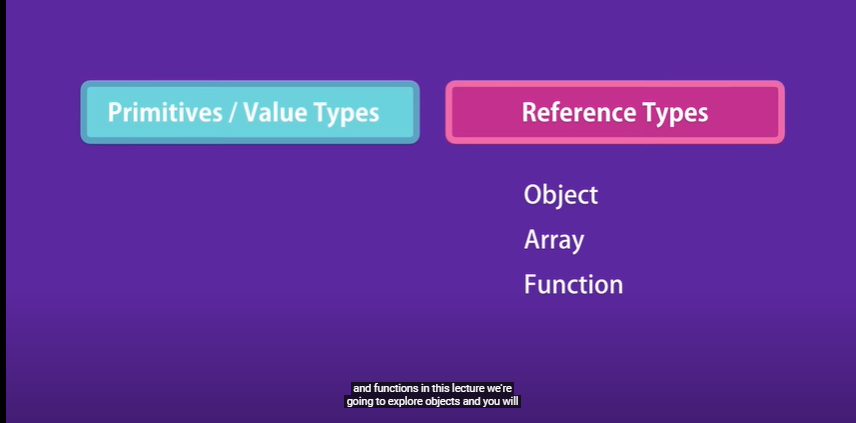 Primitives / Value Types
Reference Types
Object
Array
Function
and functions in this lecture we're
going to explore objects and you will